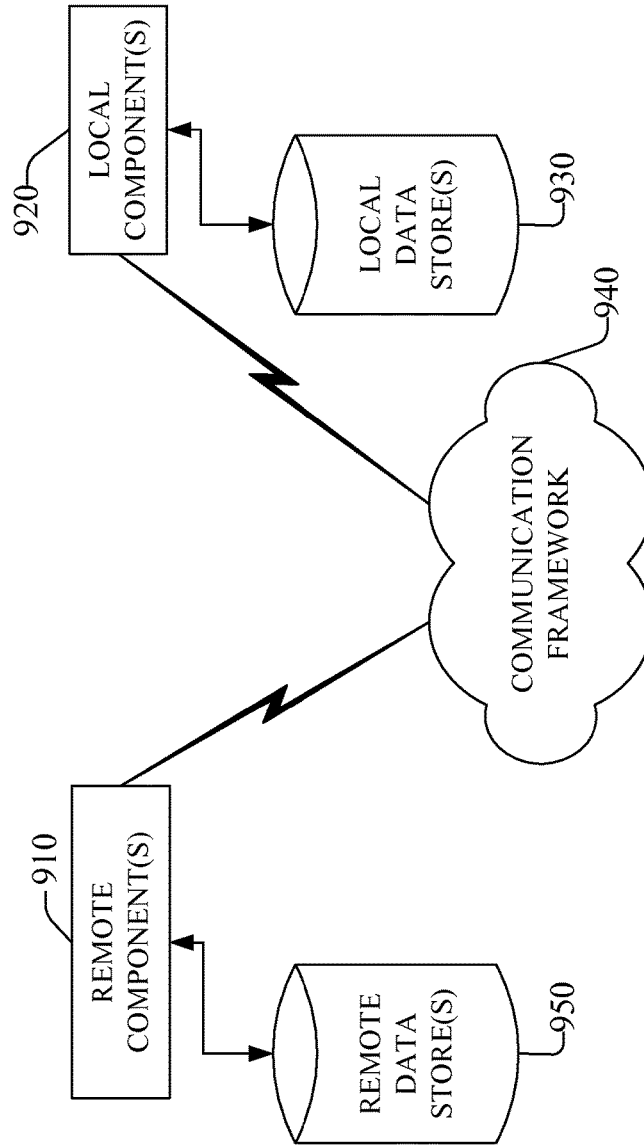 910
REMOTE
COMPONENT(S)
920
LOCAL
COMPONENT(S)
REMOTE
DATA
STORE(S)
950
LOCAL
DATA
STORE(S)
930
940
COMMUNICATION
FRAMEWORK